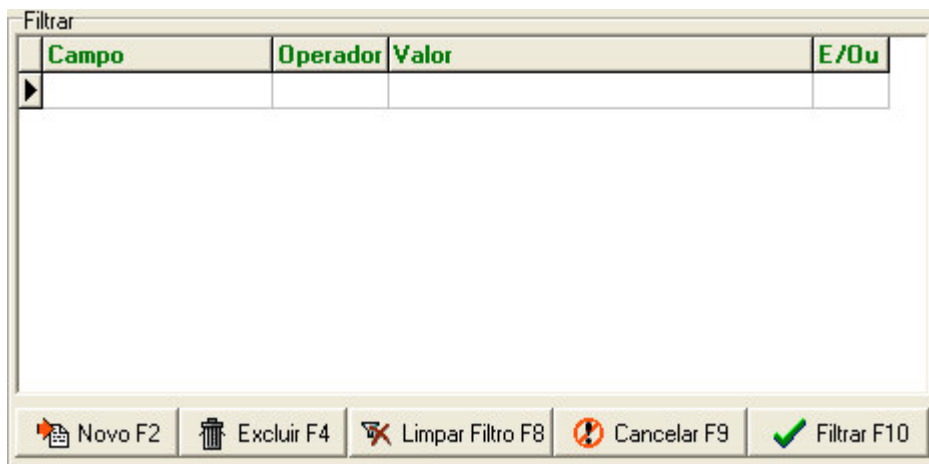 Filtrar
Campo Operador Valor E/Ou
Novo F2 Excluir F4 Limpar Filtro F8 Cancelar F9 Filtrar F10